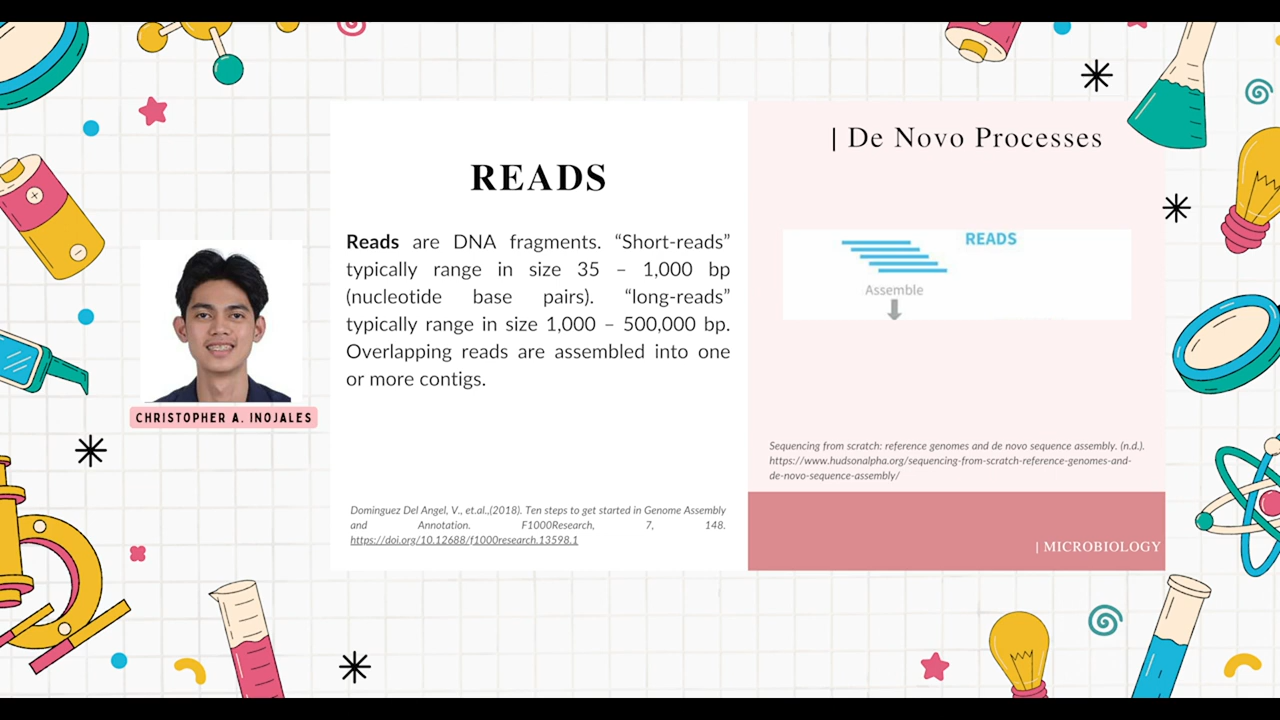 CHRISTOPHER A. INOJALES
READS
Reads are DNA fragments. “Short-reads”
typically range in size 35 – 1,000 bp
(nucleotide base pairs). “long-reads”
typically range in size 1,000 – 500,000 bp.
Overlapping reads are assembled into one
or more contigs.
Dominguez Del Angel, V., et.al.,(2018). Ten steps to get started in Genome Assembly
and Annotation. F1000Research, 7, 148.
https://doi.org/10.12688/f1000research.13598.1
| De Novo Processes
READS
Assemble
Sequencing from scratch: reference genomes and de novo sequence assembly. (n.d.).
https://www.hudsonalpha.org/sequencing-from-scratch-reference-genomes-and-
de-novo-sequence-assembly/
| MICROBIOLOGY